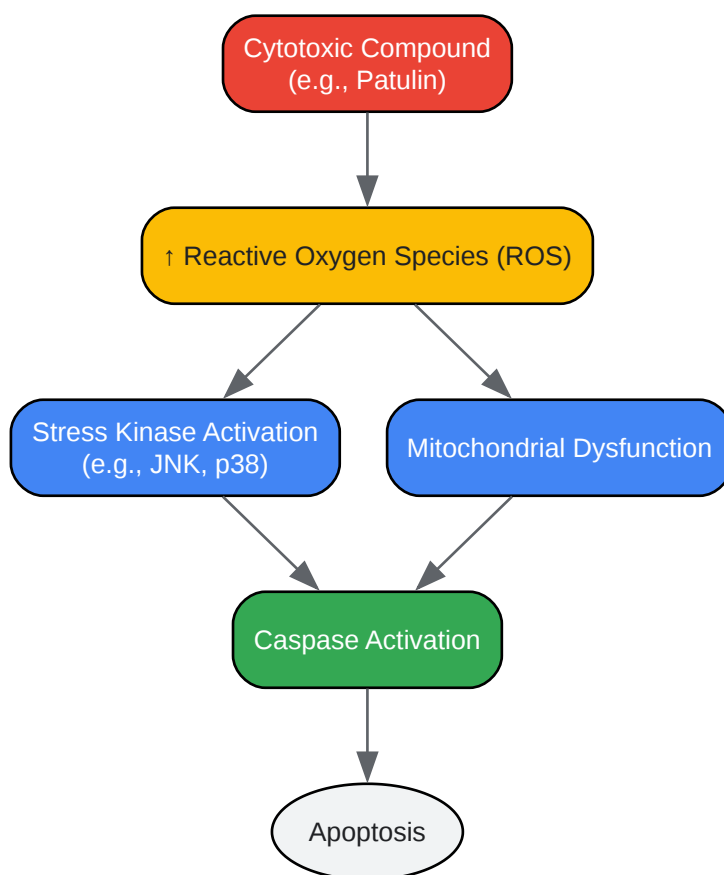 Cytotoxic Compound
(e.g., Patulin)
↑ Reactive Oxygen Species (ROS)
Stress Kinase Activation
(e.g., JNK, p38)
Mitochondrial Dysfunction
Caspase Activation
Apoptosis